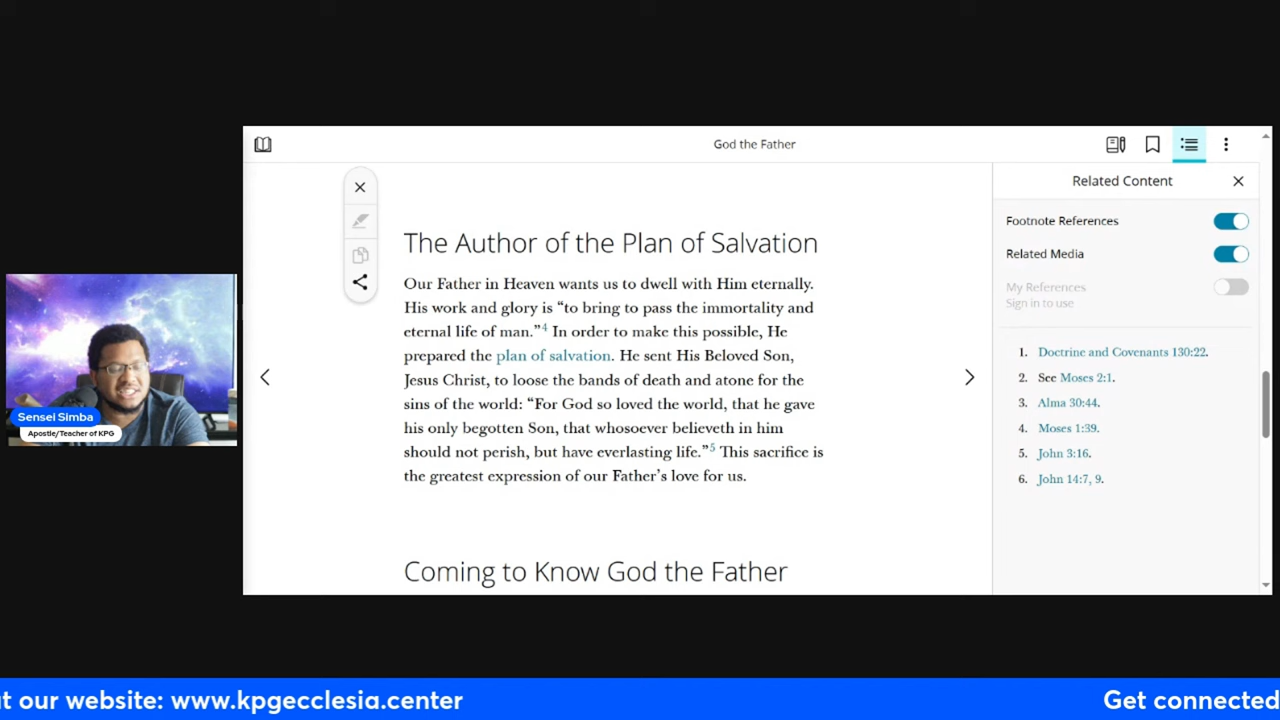 God the Father
The Author of the Plan of Salvation
Our Father in Heaven wants us to dwell with Him eternally.
His work and glory is “to bring to pass the immortality and
eternal life of man.”4 In order to make this possible, He
prepared the plan of salvation. He sent His Beloved Son,
Jesus Christ, to loose the bands of death and atone for the
sins of the world: “For God so loved the world, that he gave
his only begotten Son, that whosoever believeth in him
should not perish, but have everlasting life.”5 This sacrifice is
the greatest expression of our Father’s love for us.
Coming to Know God the Father
Related Content
Footnote References
Related Media
My References
Sign in to use
1. Doctrine and Covenants 130:22.
2. See Moses 2:1.
3. Alma 30:44.
4. Moses 1:39.
5. John 3:16.
6. John 14:7, 9.
Sensei Simba
Apostle/Teacher of KPG
t our website: www.kpgecclesia.center
Get connected